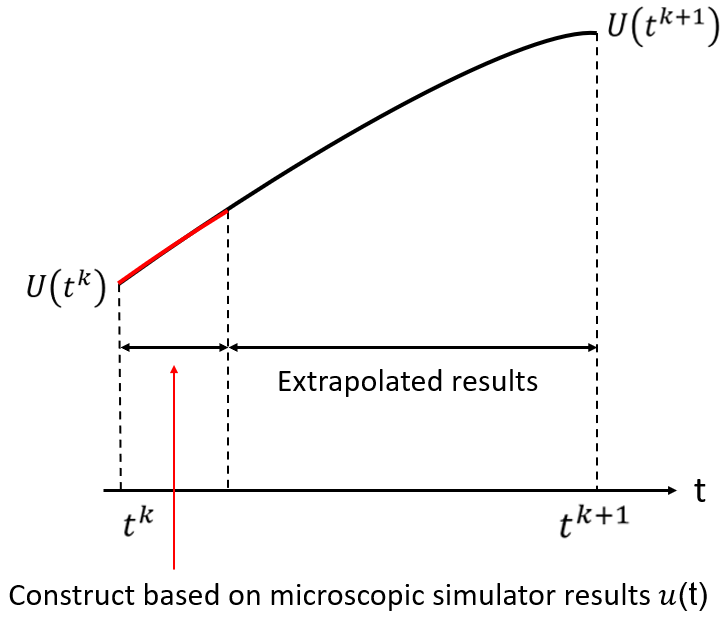 U(t^{k+1})
U(t^k)
Extrapolated results
t
t^k
t^{k+1}
Construct based on microscopic simulator results u(t)